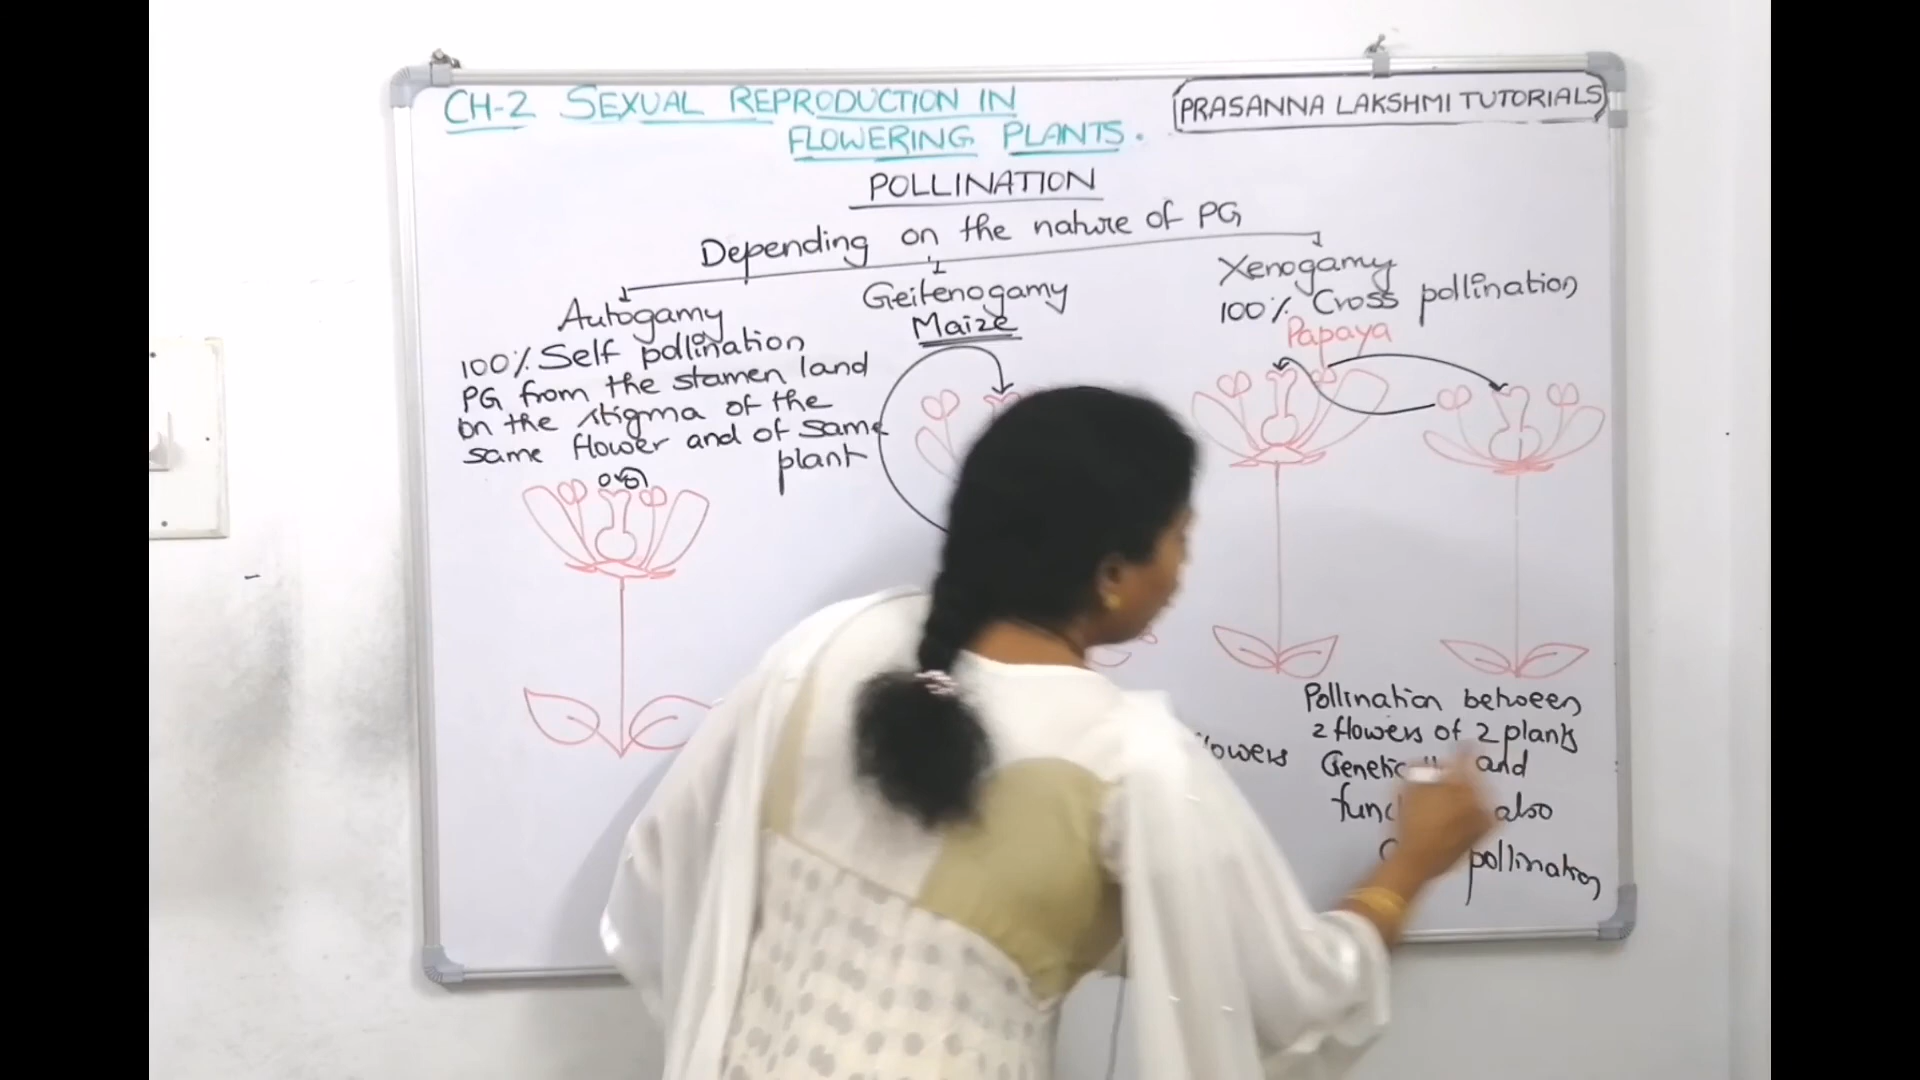 CH-2 SEXUAL REPRODUCTION IN
FLOWERING PLANTS.
PRASANNA LAKSHMI TUTORIALS
POLLINATION
Depending on the nature of PG
Autogamy
100% Self pollination
PG from the stamen land
on the stigma of the
same flower and of same
plant
Geitenogamy
Maize
Xenogamy
100% Cross pollination
Papaya
Pollination between
2 flowers of 2 plants
and
also
pollination